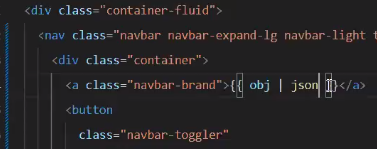 <div class="container-fluid">
<nav class="navbar navbar-expand-lg navbar-light
<div class="container">
<a class="navbar-brand">{{ obj | json }}</a>
<button
class="navbar-toggler"